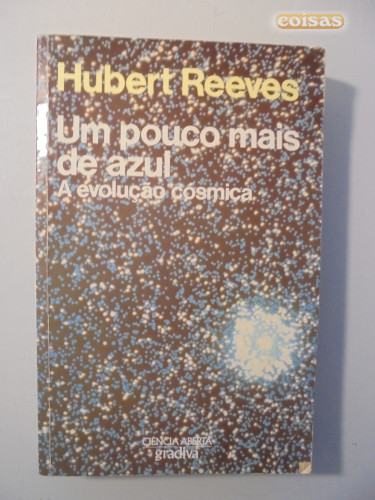 coisas
Hubert Reeves
Um pouco mais
de azul
A evolução cósmica
CIÊNCIA ABERTA
gradiva